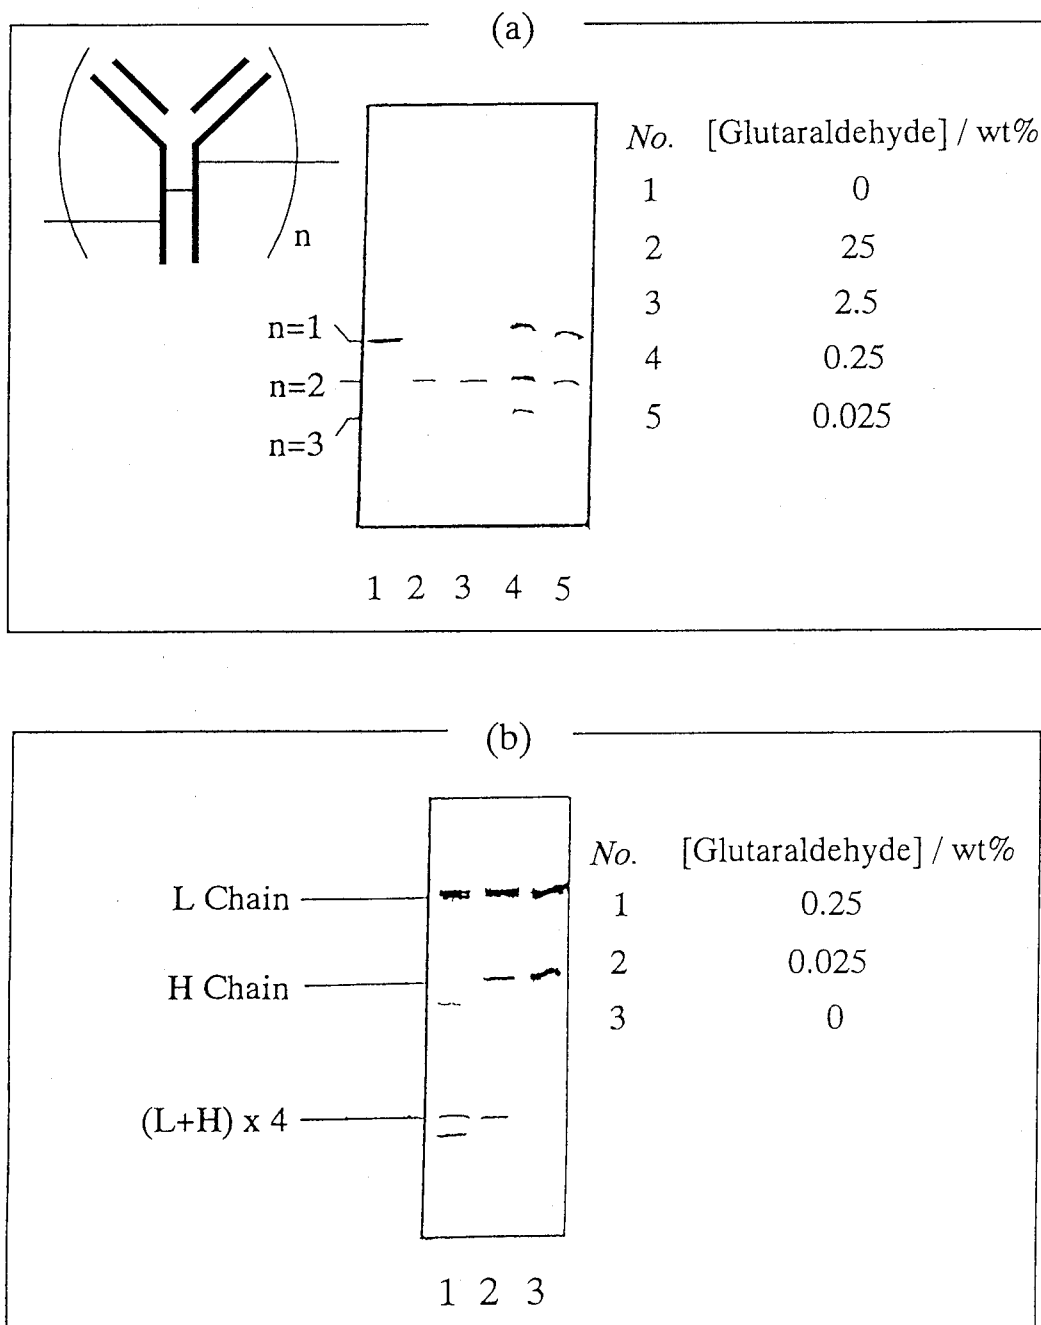 (a)
No. [Glutaraldehyde] / wt%
1 0
2 25
3 2.5
4 0.25
5 0.025
n
n=1
n=2
n=3
1 2 3 4 5
(b)
No. [Glutaraldehyde] / wt%
1 0.25
2 0.025
3 0
L Chain
H Chain
(L+H) x 4
1 2 3